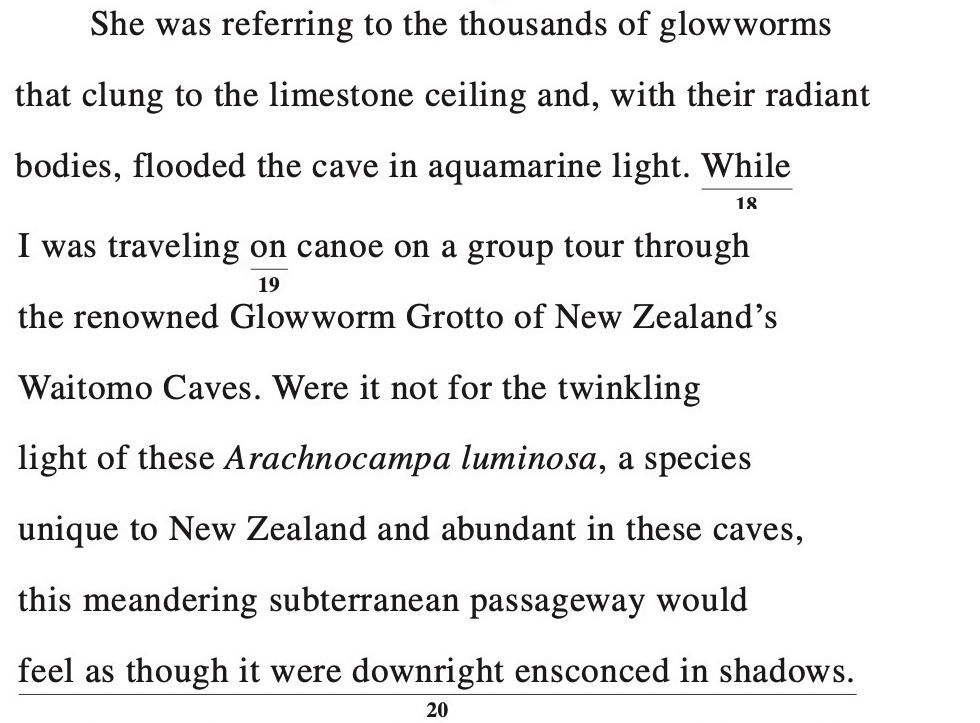 She was referring to the thousands of glowworms
that clung to the limestone ceiling and, with their radiant
bodies, flooded the cave in aquamarine light. While
18
I was traveling on canoe on a group tour through
19
the renowned Glowworm Grotto of New Zealand’s
Waitomo Caves. Were it not for the twinkling
light of these Arachnocampa luminosa, a species
unique to New Zealand and abundant in these caves,
this meandering subterranean passageway would
feel as though it were downright ensconced in shadows.
20